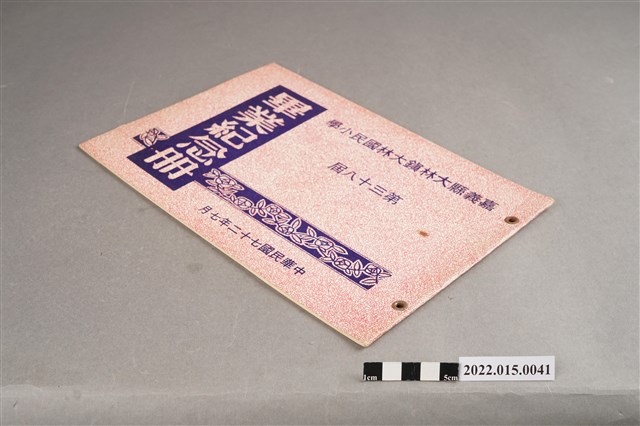 嘉義縣大林鎮大林國民小學
第三十八屆
畢業紀念冊
中華民國七十二年七月
1cm 5cm
2022.015.0041